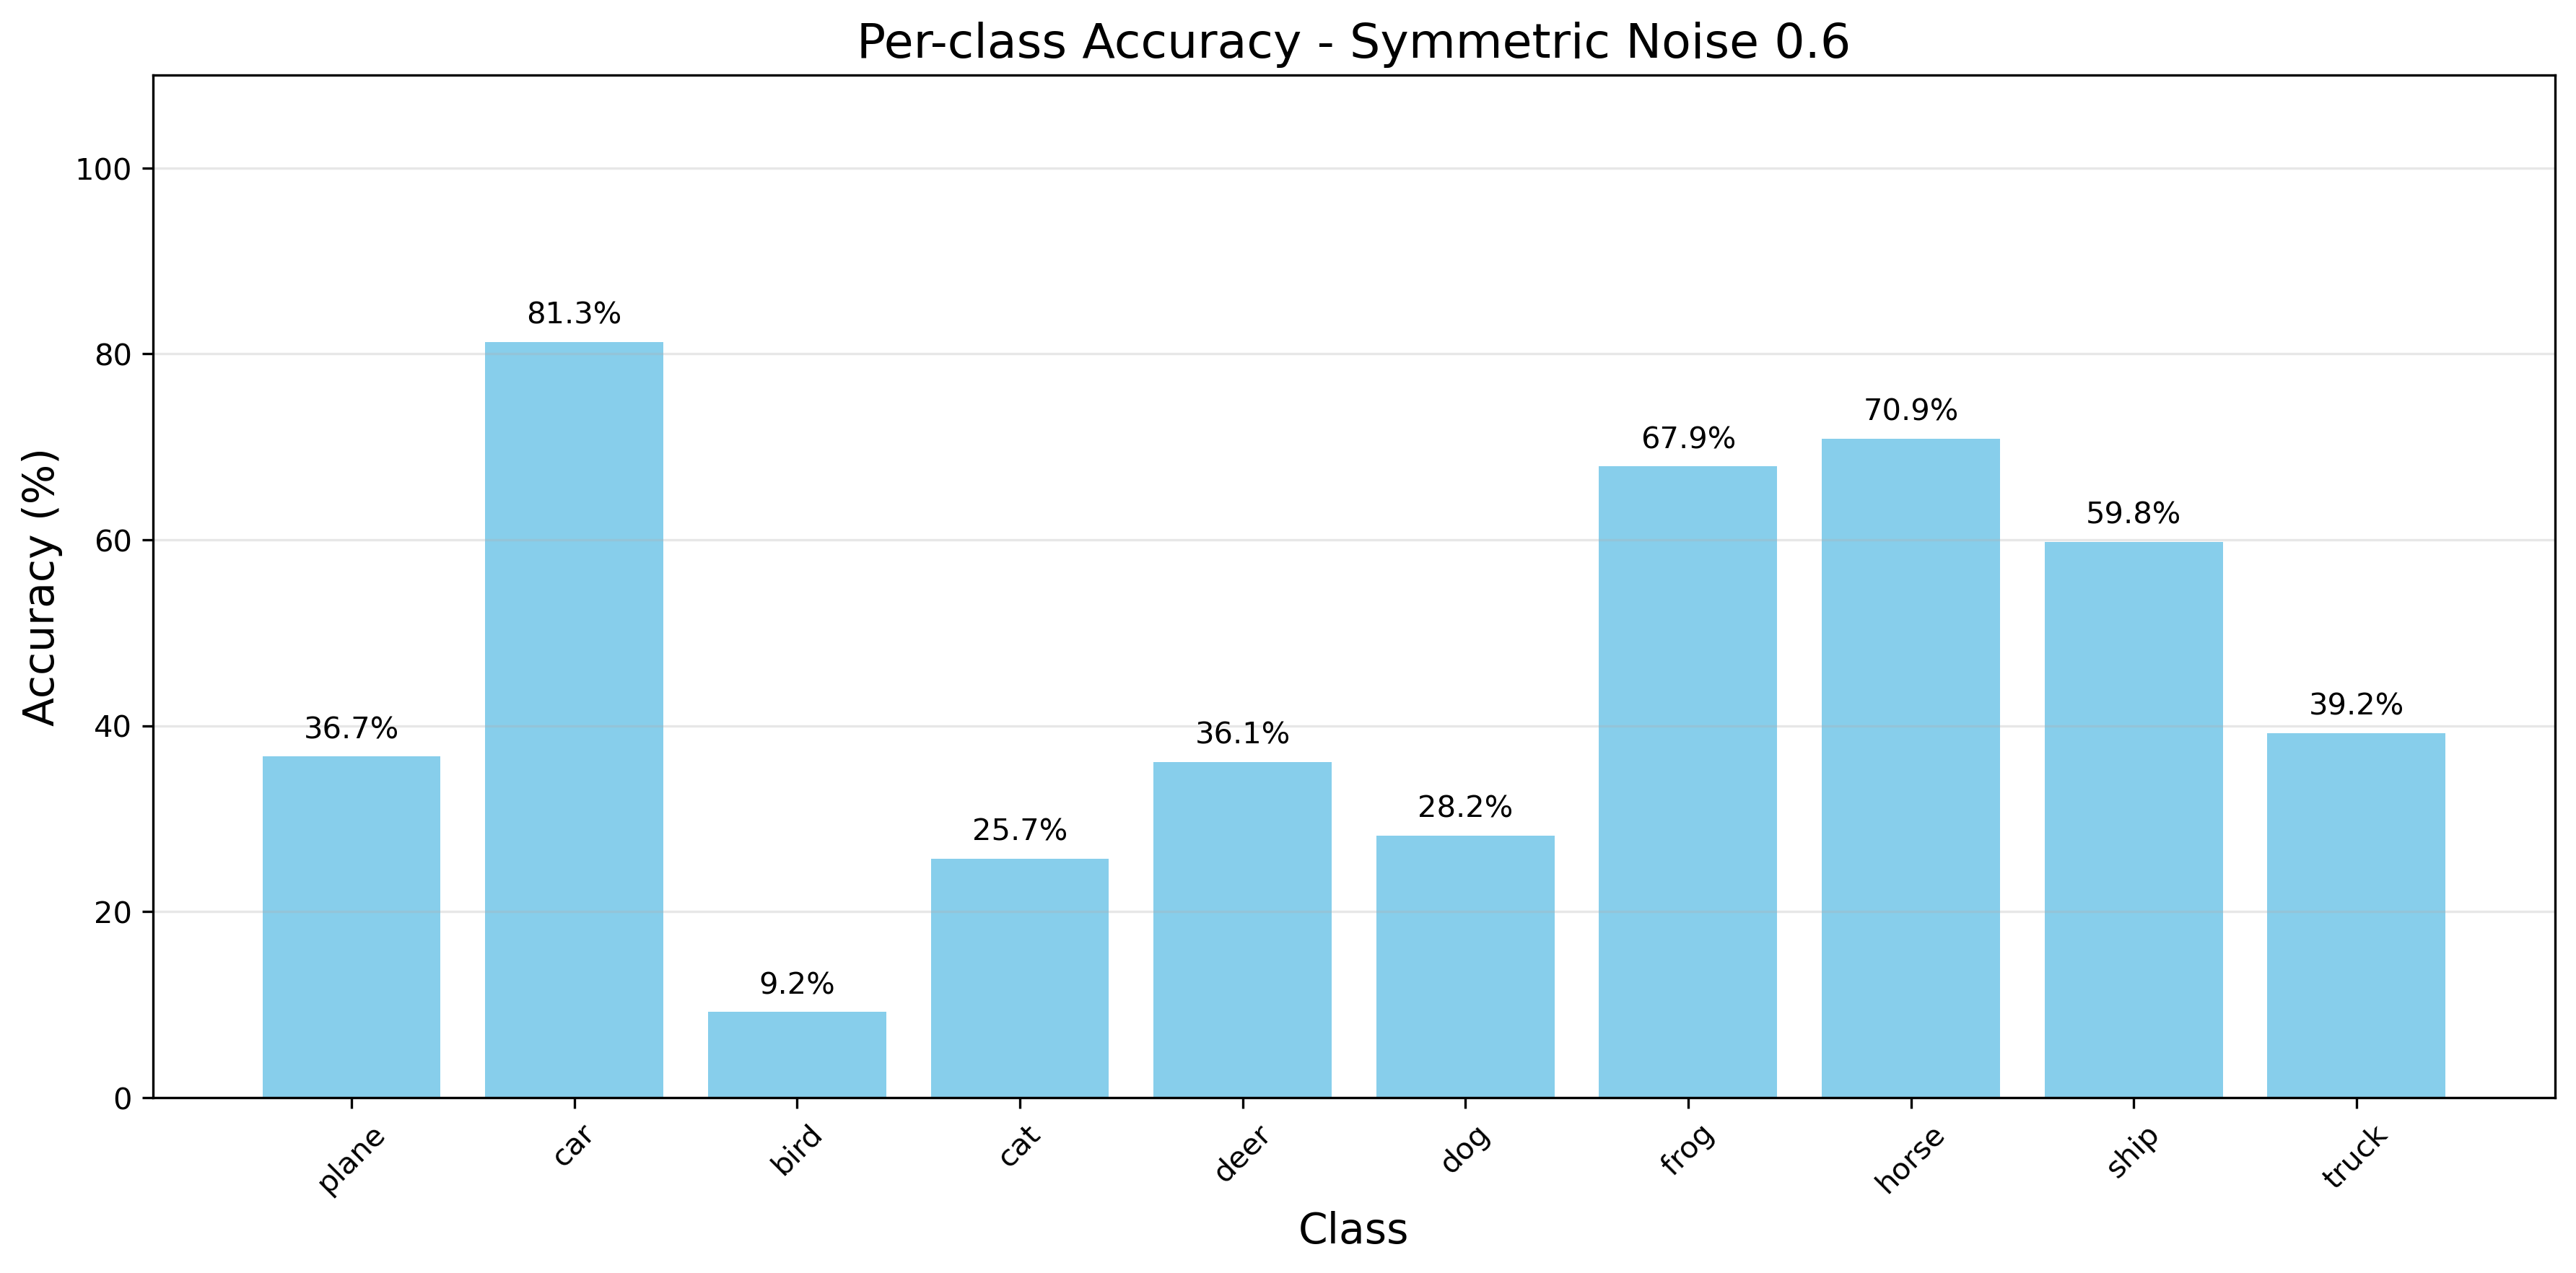 Per-class Accuracy - Symmetric Noise 0.6
Accuracy (%)
100
80
60
40
20
0
36.7%
81.3%
9.2%
25.7%
36.1%
28.2%
67.9%
70.9%
59.8%
39.2%
plane
car
bird
cat
deer
dog
frog
horse
ship
truck
Class